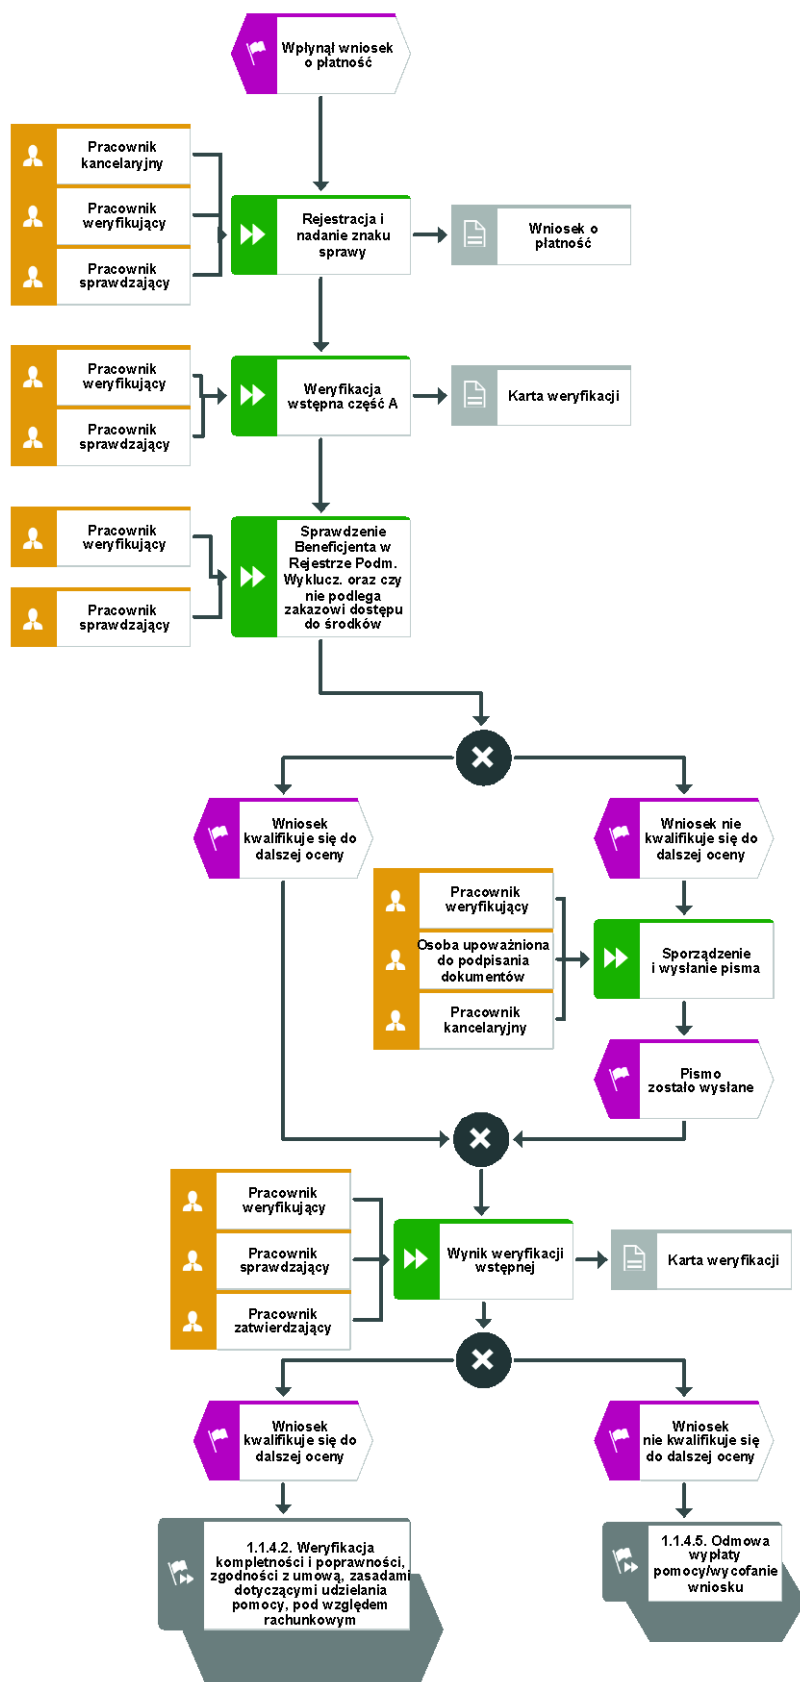 Wpłynął wniosek
o płatność
Pracownik
kancelaryjny
Pracownik
weryfikujący
Pracownik
sprawdzający
Rejestracja i
nadanie znaku
sprawy
Wniosek o
płatność
Pracownik
weryfikujący
Pracownik
sprawdzający
Weryfikacja
wstępna część A
Karta weryfikacji
Pracownik
weryfikujący
Pracownik
sprawdzający
Sprawdzenie
Beneficjenta w
Rejestrze Podm.
Wyklucz. oraz czy
nie podlega
zakazowi dostępu
do środków
Wniosek
kwalifikuje się do
dalszej oceny
Wniosek nie
kwalifikuje się do
dalszej oceny
Pracownik
weryfikujący
Osoba upoważniona
do podpisania
dokumentów
Pracownik
kancelaryjny
Sporządzenie
i wysłanie pisma
Pismo
zostało wysłane
Pracownik
weryfikujący
Pracownik
sprawdzający
Pracownik
zatwierdzający
Wynik weryfikacji
wstępnej
Karta weryfikacji
Wniosek
kwalifikuje się do
dalszej oceny
Wniosek
nie kwalifikuje się
do dalszej oceny
1.1.4.2. Weryfikacja
kompletności i poprawności,
zgodności z umową, zasadami
dotyczącymi udzielania
pomocy, pod względem
rachunkowym
1.1.4.5. Odmowa
wypłaty
pomocy/wycofanie
wniosku